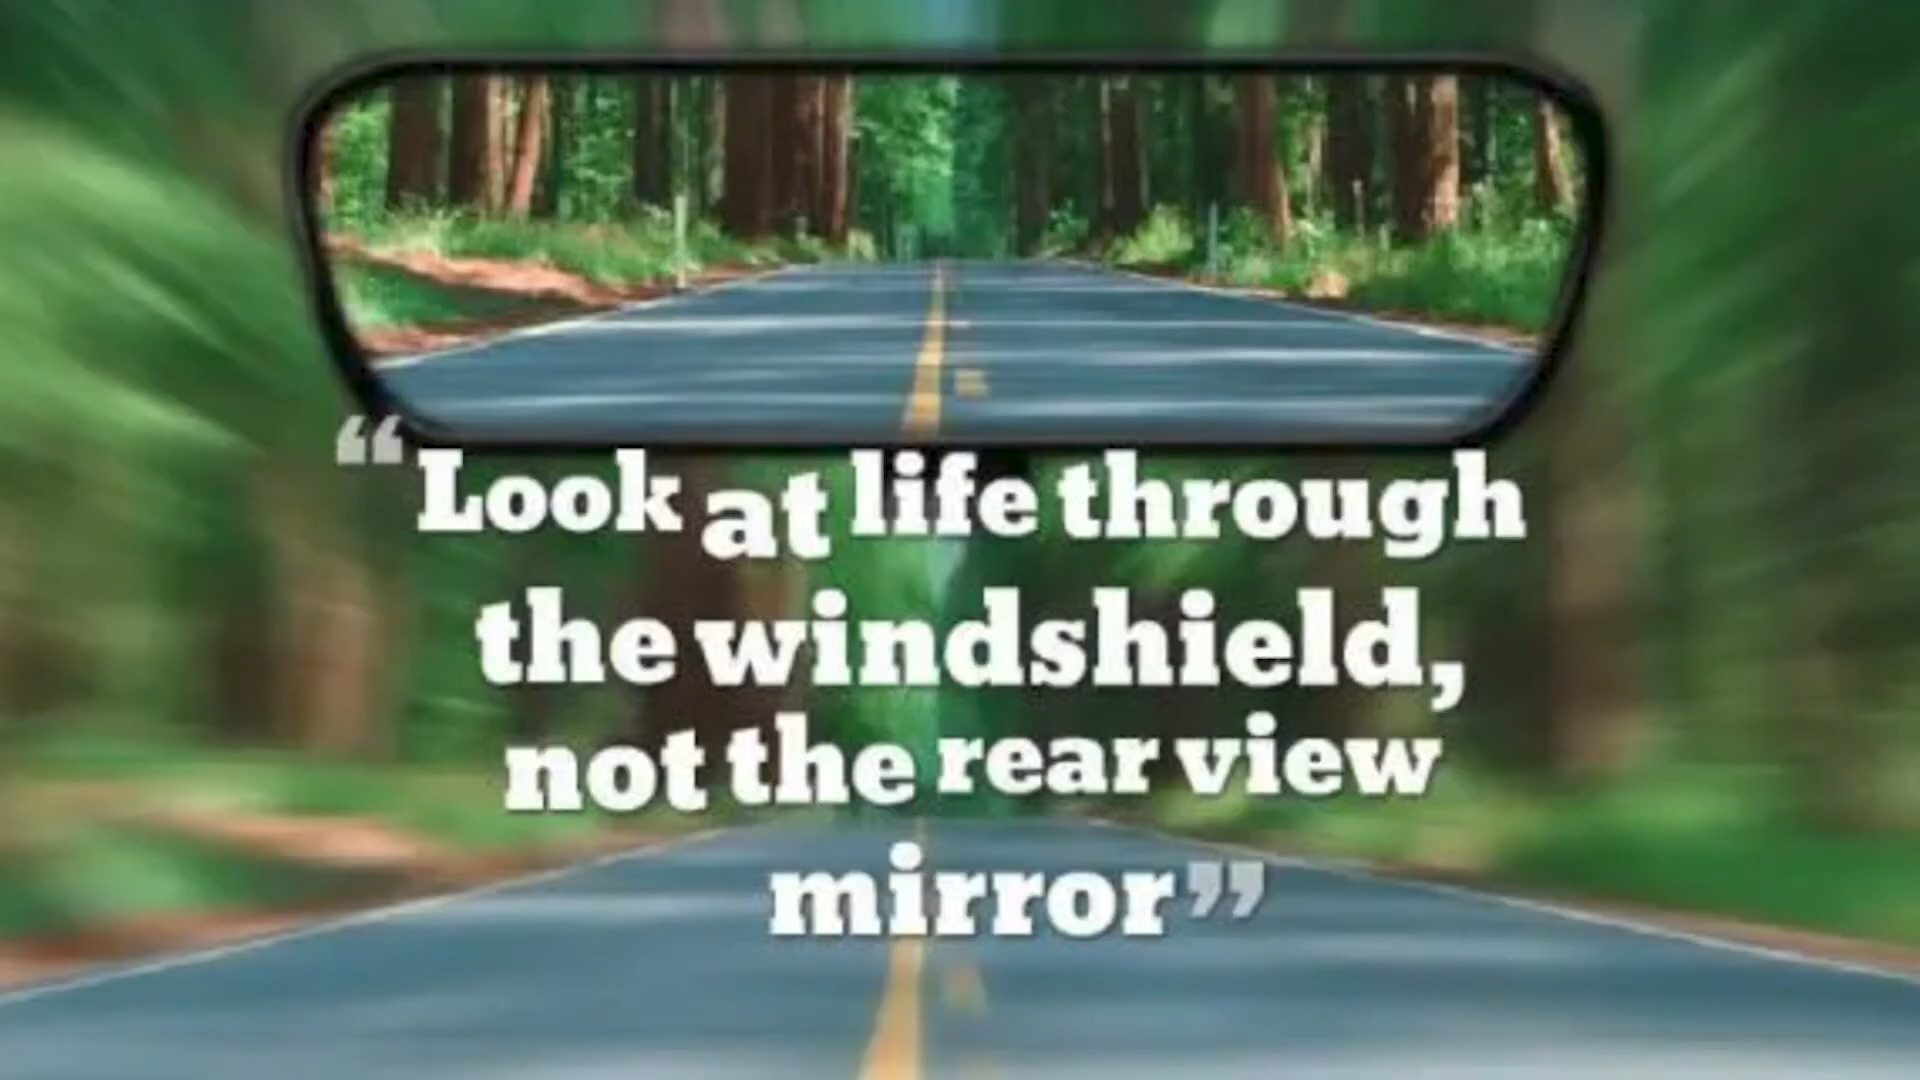 “Look at life through
the windshield,
not the rear view
mirror”